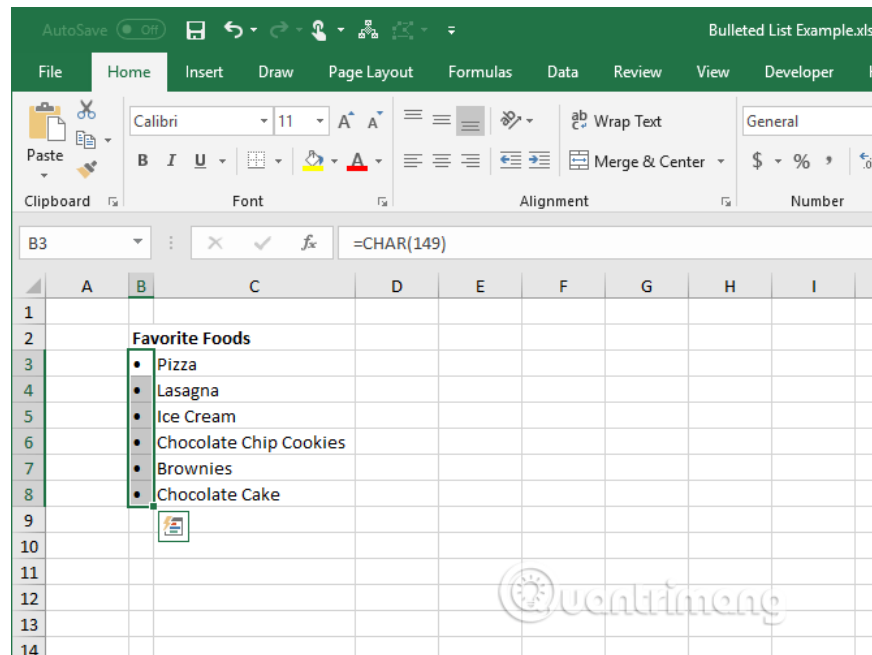 AutoSave Off Bulleted List Example.xls
File Home Insert Draw Page Layout Formulas Data Review View Developer
Calibri 11 A A ab Wrap Text General
Paste B I U A Merge & Center $ % ,
Clipboard Font Alignment Number
B3 fx =CHAR(149)
A B C D E F G H I
1
2 Favorite Foods
3 • Pizza
4 • Lasagna
5 • Ice Cream
6 • Chocolate Chip Cookies
7 • Brownies
8 • Chocolate Cake
9
10
11
12 Quantrimang
13
14